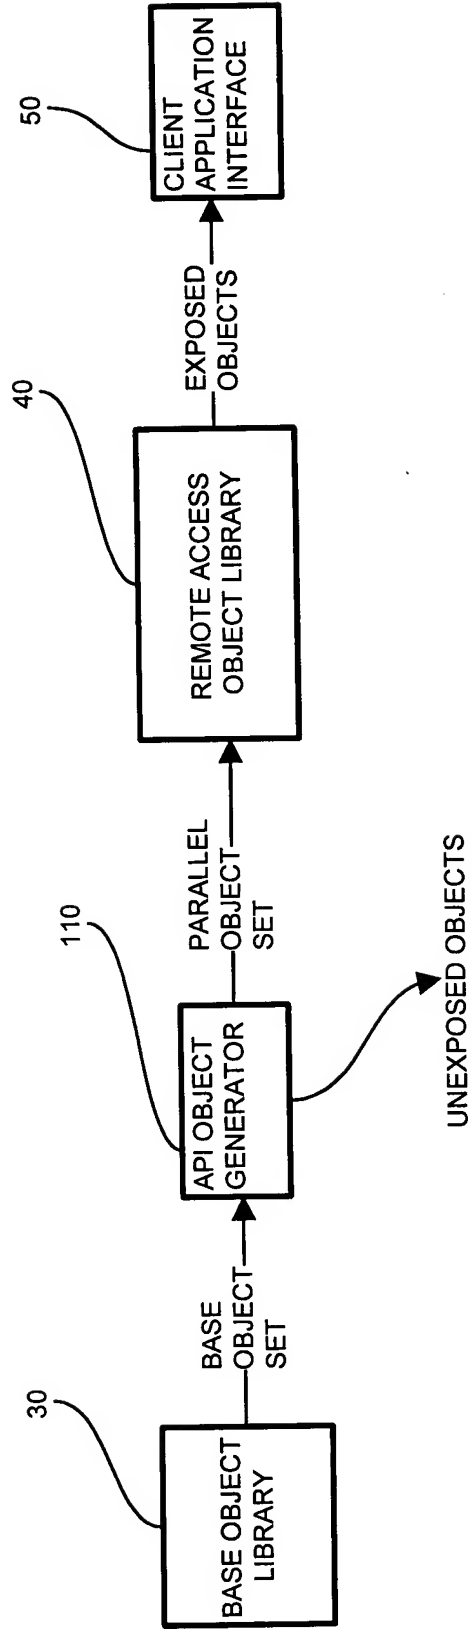 30
BASE OBJECT
LIBRARY
BASE
OBJECT
SET
110
API OBJECT
GENERATOR
UNEXPOSED OBJECTS
PARALLEL
OBJECT
SET
40
REMOTE ACCESS
OBJECT LIBRARY
EXPOSED
OBJECTS
50
CLIENT
APPLICATION
INTERFACE